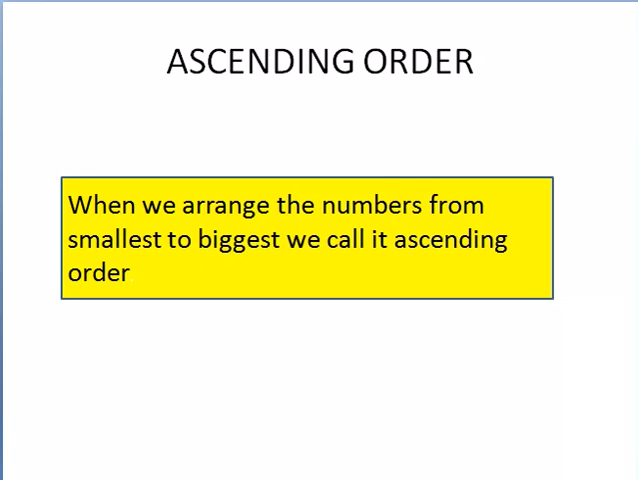 ASCENDING ORDER
When we arrange the numbers from
smallest to biggest we call it ascending
order